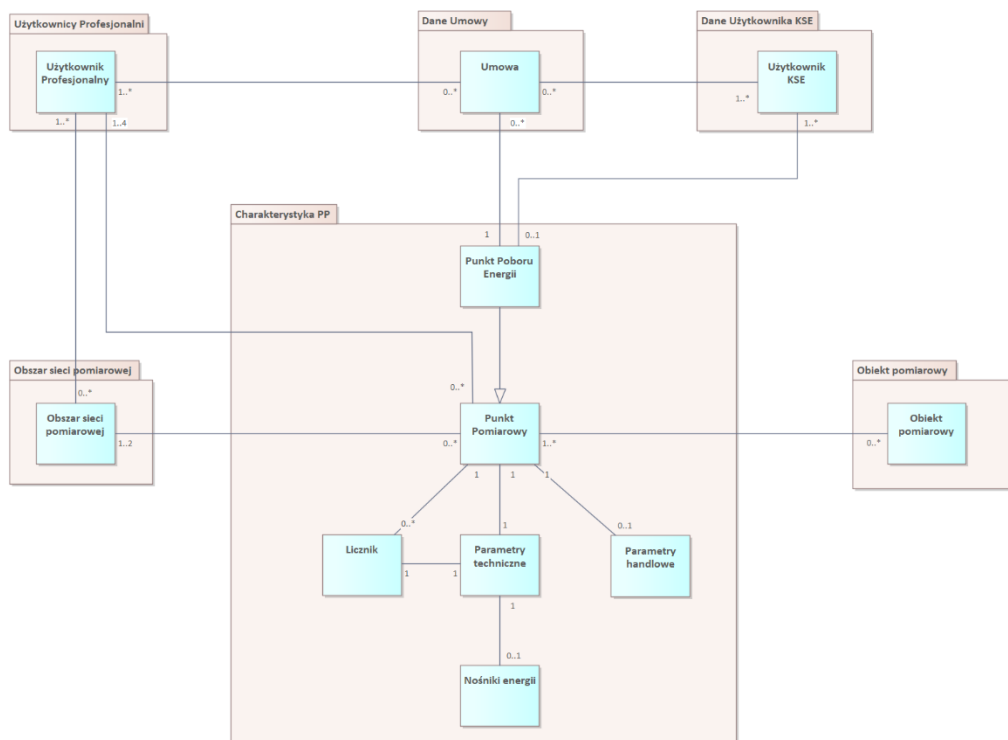 Użytkownicy Profesjonalni
Dane Umowy
Dane Użytkownika KSE
Użytkownik
Profesjonalny
Umowa
Użytkownik
KSE
1..*
0..*
0..*
1..*
1..*
1..4
0..*
1..*
Charakterystyka PP
1
0..1
Punkt Poboru
Energii
Obszar sieci pomiarowej
Obiekt pomiarowy
0..*
0..*
Obszar sieci
pomiarowej
Punkt
Pomiarowy
Obiekt
pomiarowy
1..2
0..*
1..*
0..*
1
1
1
0..*
1
0..1
Licznik
Parametry
techniczne
Parametry
handlowe
1
1
1
0..1
Nośniki energii